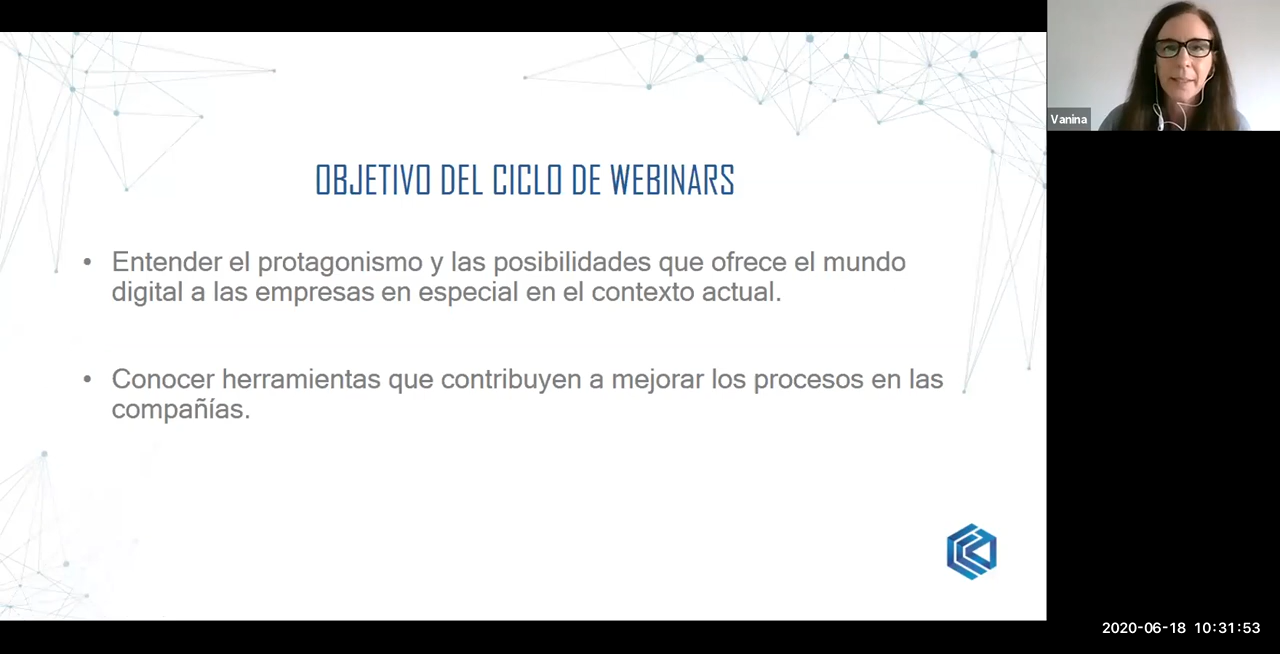 OBJETIVO DEL CICLO DE WEBINARS
• Entender el protagonismo y las posibilidades que ofrece el mundo
digital a las empresas en especial en el contexto actual.
• Conocer herramientas que contribuyen a mejorar los procesos en las
compañías.
Vanina
2020-06-18 10:31:53